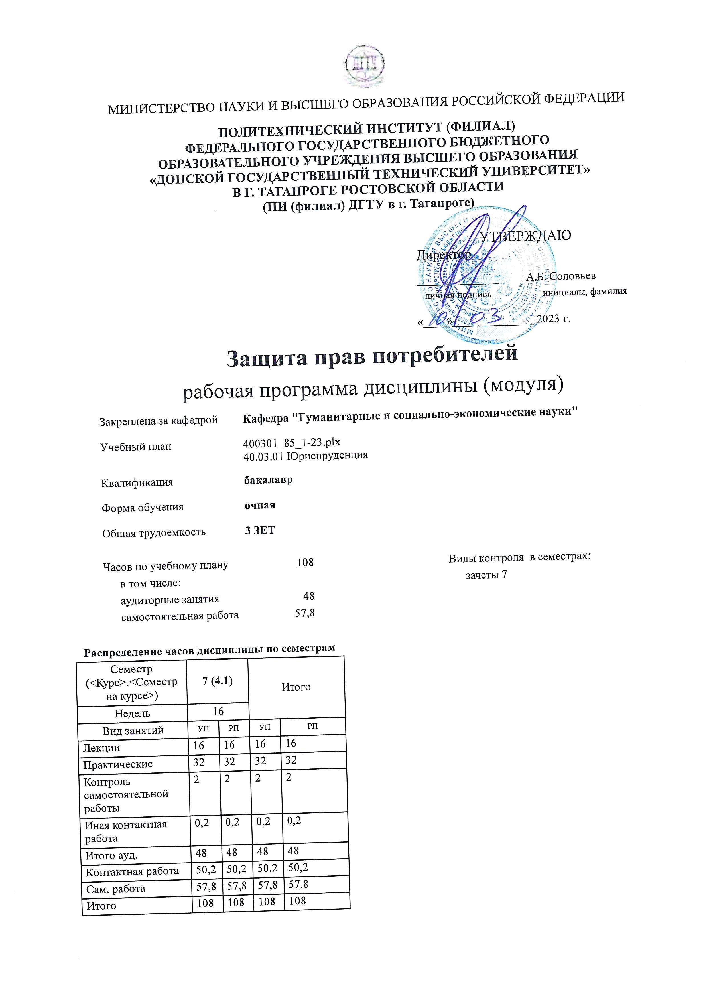 ДГТУ
МИНИСТЕРСТВО НАУКИ И ВЫСШЕГО ОБРАЗОВАНИЯ РОССИЙСКОЙ ФЕДЕРАЦИИ
ПОЛИТЕХНИЧЕСКИЙ ИНСТИТУТ (ФИЛИАЛ)
ФЕДЕРАЛЬНОГО ГОСУДАРСТВЕННОГО БЮДЖЕТНОГО
ОБРАЗОВАТЕЛЬНОГО УЧРЕЖДЕНИЯ ВЫСШЕГО ОБРАЗОВАНИЯ
«ДОНСКОЙ ГОСУДАРСТВЕННЫЙ ТЕХНИЧЕСКИЙ УНИВЕРСИТЕТ»
В Г. ТАГАНРОГЕ РОСТОВСКОЙ ОБЛАСТИ
(ПИ (филиал) ДГТУ в г. Таганроге)
УТВЕРЖДАЮ
Директор
А.Б. Соловьев
личная подпись инициалы, фамилия
«10» 03 2023 г.
Защита прав потребителей
рабочая программа дисциплины (модуля)
Закреплена за кафедрой Кафедра "Гуманитарные и социально-экономические науки"
Учебный план 400301_85_1-23.plx
40.03.01 Юриспруденция
Квалификация бакалавр
Форма обучения очная
Общая трудоемкость 3 ЗЕТ
Часов по учебному плану 108 Виды контроля в семестрах:
в том числе: зачеты 7
аудиторные занятия 48
самостоятельная работа 57,8
Распределение часов дисциплины по семестрам
Семестр
(<Курс>.<Семестр
на курсе>) 7 (4.1) Итого
Недель 16
Вид занятий УП РП УП РП
Лекции 16 16 16 16
Практические 32 32 32 32
Контроль 2 2 2 2
самостоятельной
работы
Иная контактная 0,2 0,2 0,2 0,2
работа
Итого ауд. 48 48 48 48
Контактная работа 50,2 50,2 50,2 50,2
Сам. работа 57,8 57,8 57,8 57,8
Итого 108 108 108 108